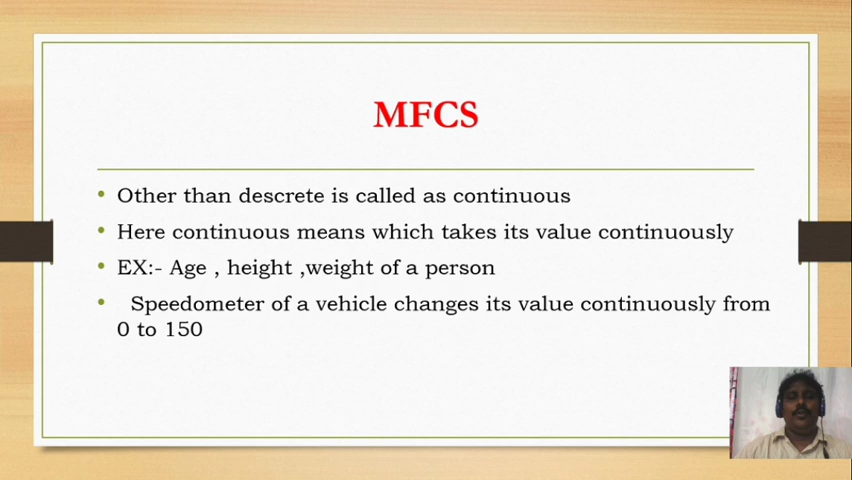 MFCS
• Other than descrete is called as continuous
• Here continuous means which takes its value continuously
• EX:- Age , height ,weight of a person
• Speedometer of a vehicle changes its value continuously from
0 to 150